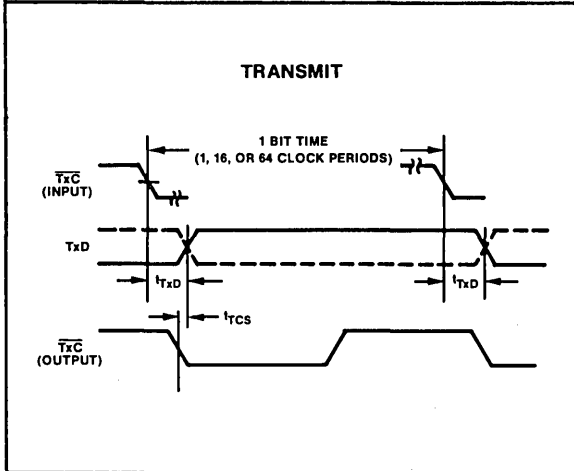 TRANSMIT
1 BIT TIME
(1, 16, OR 64 CLOCK PERIODS)
TxC
(INPUT)
TxD
tTxD
tTxD
tTCS
TxC
(OUTPUT)